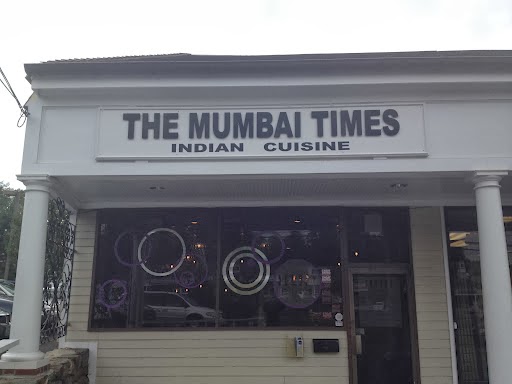 THE MUMBAI TIMES
INDIAN CUISINE